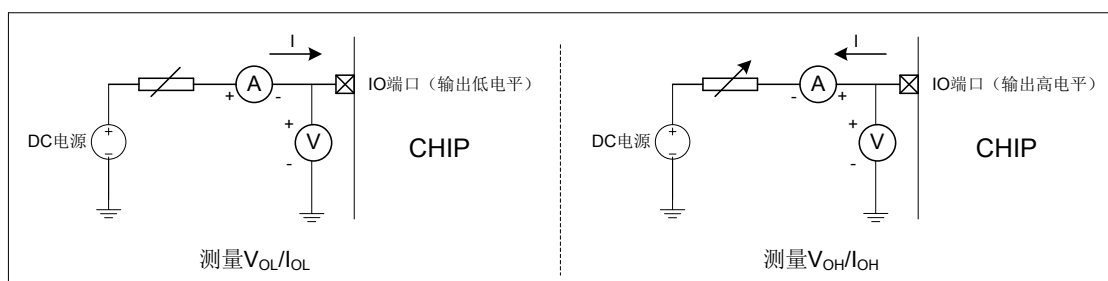 I
A
+ -
IO端口（输出低电平）
DC电源
+
-
+
V
-
CHIP
测量VOL/IOL
I
A
- +
IO端口（输出高电平）
DC电源
+
-
+
V
-
CHIP
测量VOH/IOH